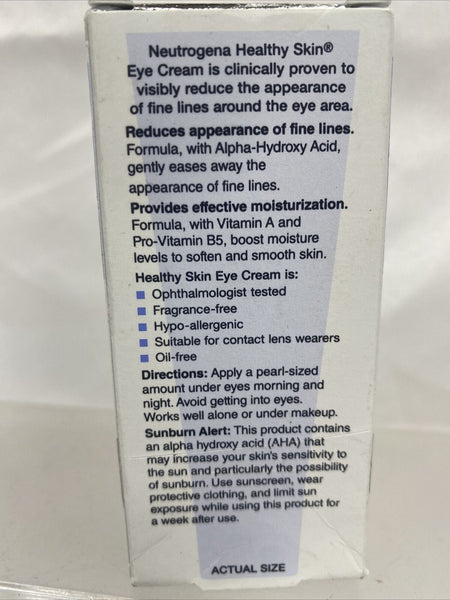 Neutrogena Healthy Skin®
Eye Cream is clinically proven to
visibly reduce the appearance
of fine lines around the eye area.
Reduces appearance of fine lines.
Formula, with Alpha-Hydroxy Acid,
gently eases away the
appearance of fine lines.
Provides effective moisturization.
Formula, with Vitamin A and
Pro-Vitamin B5, boost moisture
levels to soften and smooth skin.
Healthy Skin Eye Cream is:
■ Ophthalmologist tested
■ Fragrance-free
■ Hypo-allergenic
■ Suitable for contact lens wearers
■ Oil-free
Directions: Apply a pearl-sized
amount under eyes morning and
night. Avoid getting into eyes.
Works well alone or under makeup.
Sunburn Alert: This product contains
an alpha hydroxy acid (AHA) that
may increase your skin's sensitivity to
the sun and particularly the possibility
of sunburn. Use sunscreen, wear
protective clothing, and limit sun
exposure while using this product for
a week after use.
ACTUAL SIZE